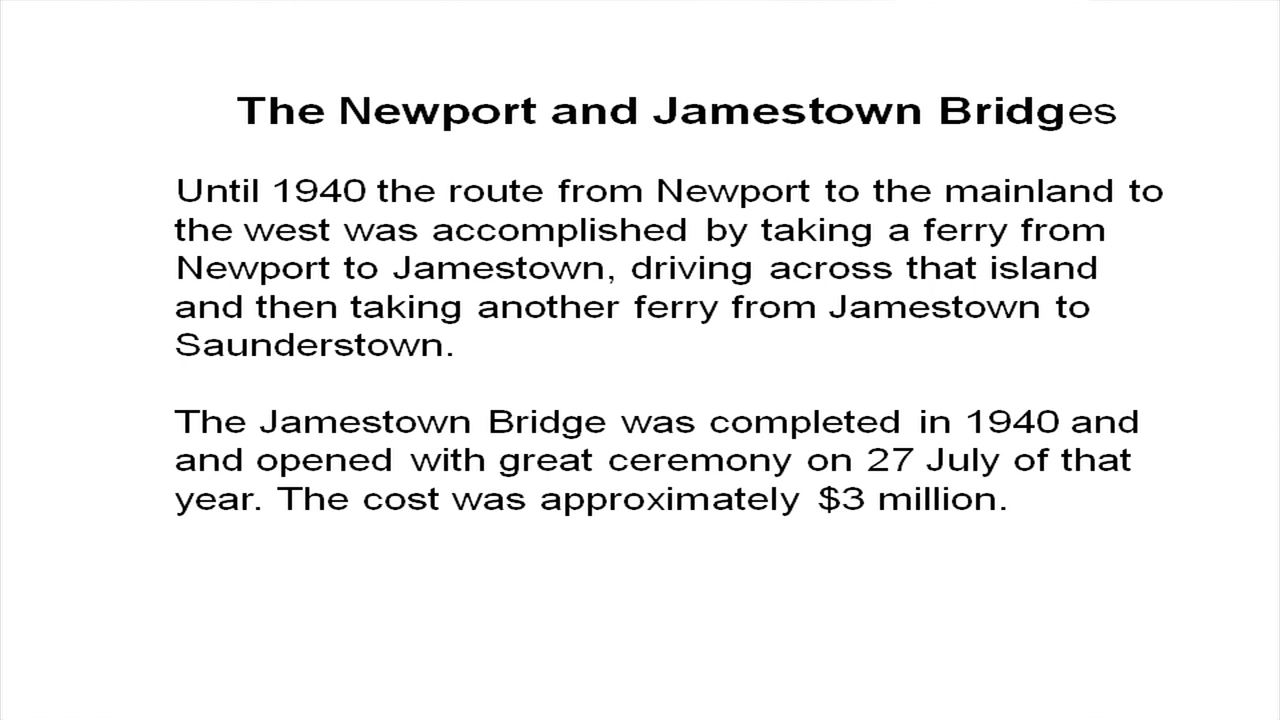 The Newport and Jamestown Bridges
Until 1940 the route from Newport to the mainland to
the west was accomplished by taking a ferry from
Newport to Jamestown, driving across that island
and then taking another ferry from Jamestown to
Saunderstown.
The Jamestown Bridge was completed in 1940 and
and opened with great ceremony on 27 July of that
year. The cost was approximately $3 million.